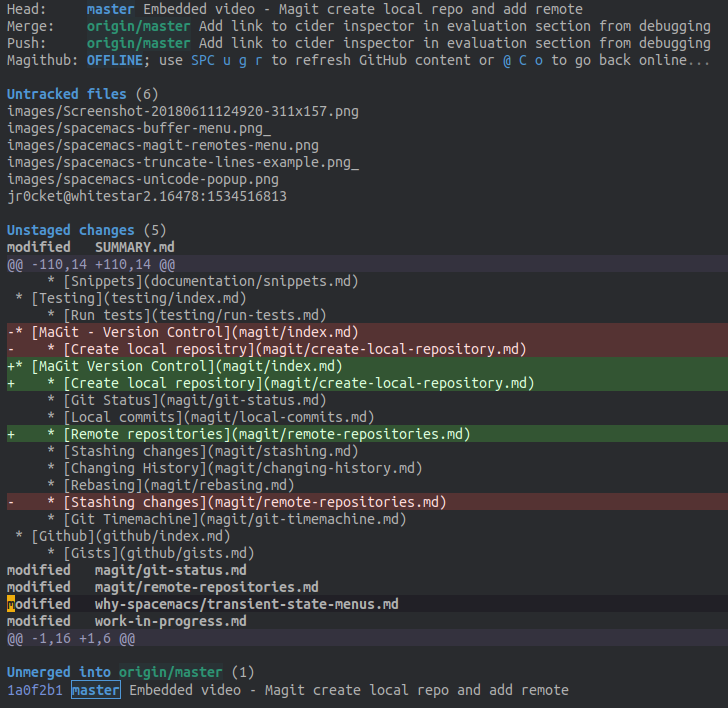 Head:     master Embedded video - Magit create local repo and add remote
Merge:    origin/master Add link to cider inspector in evaluation section from debugging
Push:     origin/master Add link to cider inspector in evaluation section from debugging
Magithub: OFFLINE; use SPC u g r to refresh GitHub content or @ C o to go back online...
Untracked files (6)
images/Screenshot-20180611124920-311x157.png
images/spacemacs-buffer-menu.png_
images/spacemacs-magit-remotes-menu.png
images/spacemacs-truncate-lines-example.png_
images/spacemacs-unicode-popup.png
jr0cket@whitestar2.16478:1534516813
Unstaged changes (5)
modified   SUMMARY.md
@@ -110,14 +110,14 @@
     * [Snippets](documentation/snippets.md)
 * [Testing](testing/index.md)
     * [Run tests](testing/run-tests.md)
-* [MaGit - Version Control](magit/index.md)
-    * [Create local repositry](magit/create-local-repository.md)
+* [MaGit Version Control](magit/index.md)
+    * [Create local repository](magit/create-local-repository.md)
     * [Git Status](magit/git-status.md)
     * [Local commits](magit/local-commits.md)
+    * [Remote repositories](magit/remote-repositories.md)
     * [Stashing changes](magit/stashing.md)
     * [Changing History](magit/changing-history.md)
     * [Rebasing](magit/rebasing.md)
-    * [Stashing changes](magit/remote-repositories.md)
     * [Git Timemachine](magit/git-timemachine.md)
 * [Github](github/index.md)
     * [Gists](github/gists.md)
modified   magit/git-status.md
modified   magit/remote-repositories.md
modified   why-spacemacs/transient-state-menus.md
modified   work-in-progress.md
@@ -1,16 +1,6 @@
Unmerged into origin/master (1)
1a0f2b1 master Embedded video - Magit create local repo and add remote